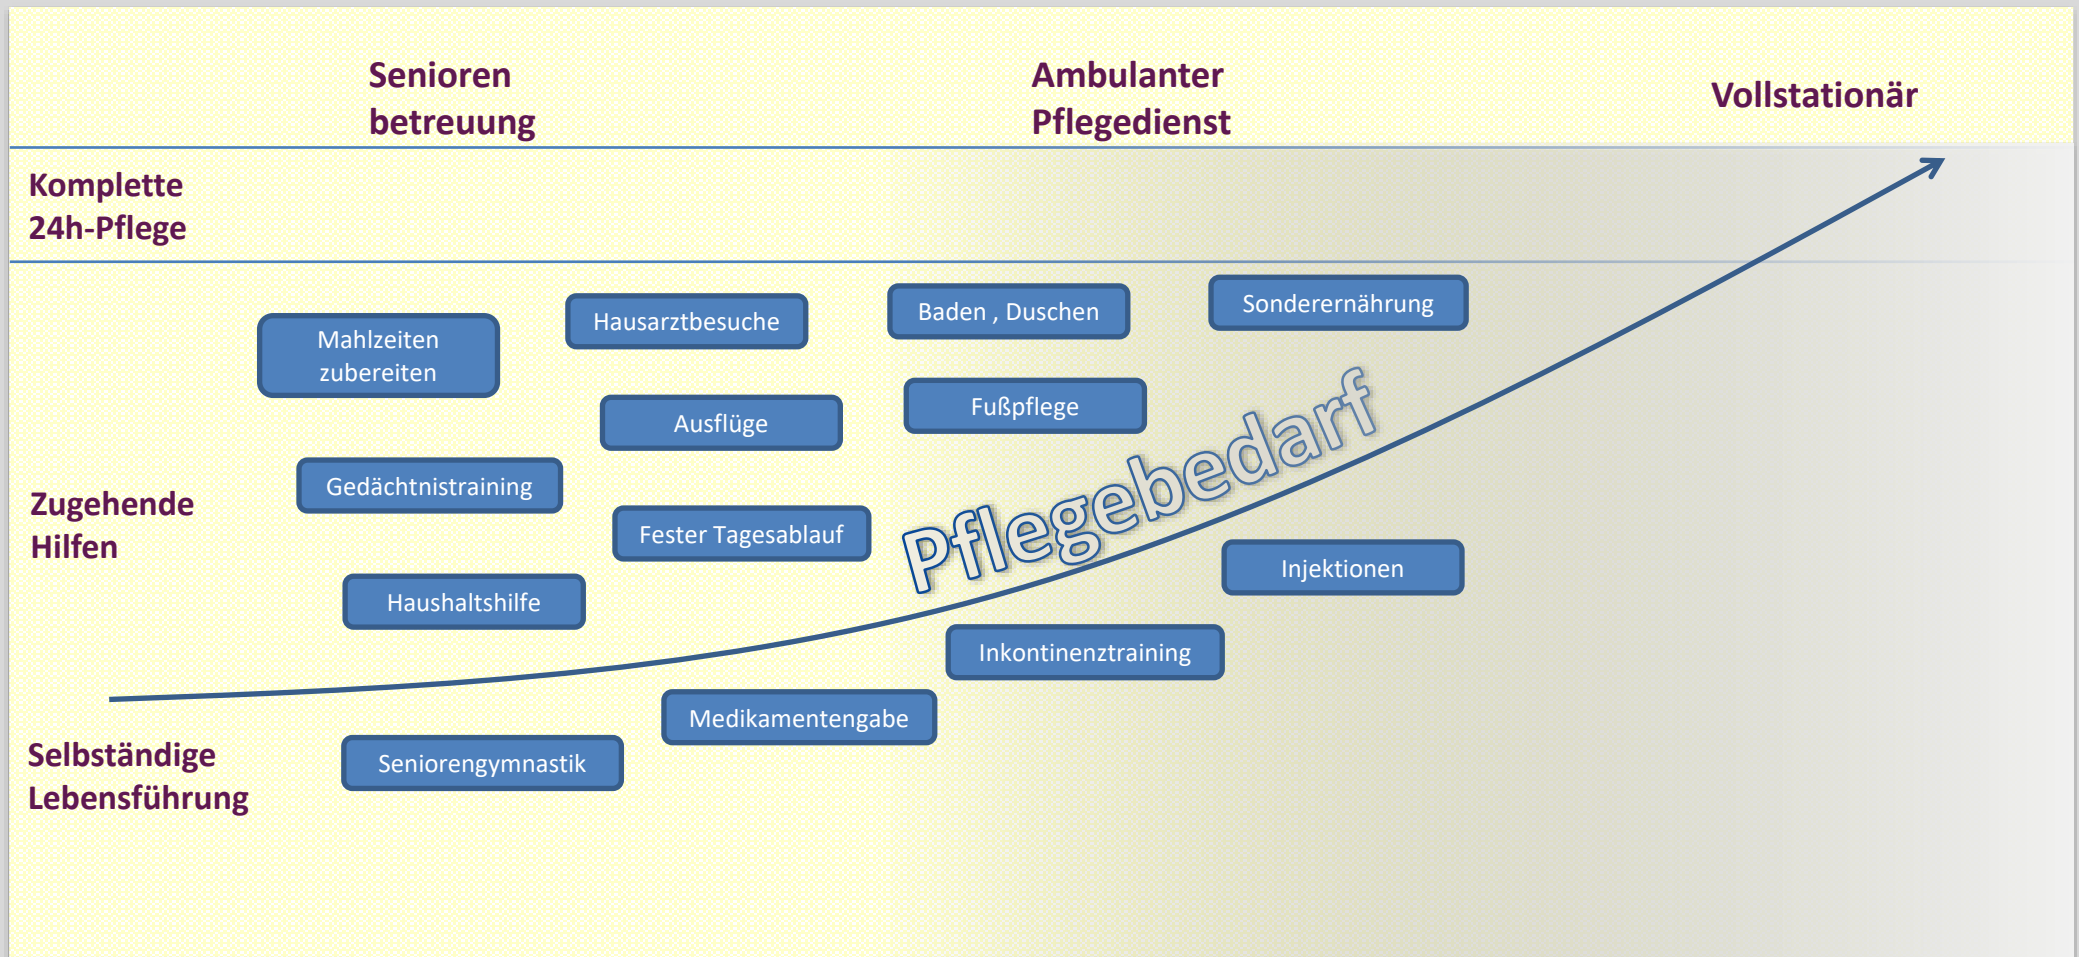 Senioren
betreuung
Ambulanter
Pflegedienst
Vollstationär
Komplette
24h-Pflege
Mahlzeiten
zubereiten
Hausarztbesuche
Baden , Duschen
Sonderernährung
Ausflüge
Fußpflege
Gedächtnistraining
Fester Tagesablauf
Pflegebedarf
Zugehende
Hilfen
Haushaltshilfe
Injektionen
Inkontinenztraining
Medikamentengabe
Selbständige
Lebensführung
Seniorengymnastik